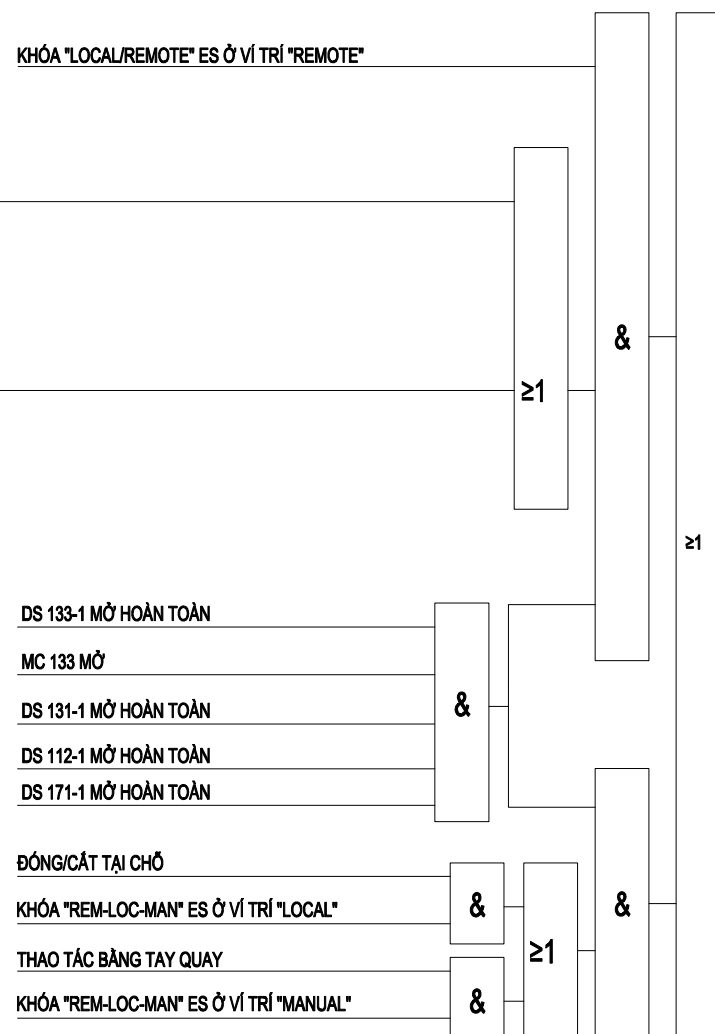 KHÓA "LOCAL/REMOTE" ES Ở VÍ TRÍ "REMOTE"
&
≥1
≥1
DS 133-1 MỞ HOÀN TOÀN
MC 133 MỞ
DS 131-1 MỞ HOÀN TOÀN
&
DS 112-1 MỞ HOÀN TOÀN
DS 171-1 MỞ HOÀN TOÀN
ĐÓNG/CẮT TẠI CHỖ
KHÓA "REM-LOC-MAN" ES Ở VÍ TRÍ "LOCAL"
&
&
≥1
THAO TÁC BẰNG TAY QUAY
KHÓA "REM-LOC-MAN" ES Ở VÍ TRÍ "MANUAL"
&